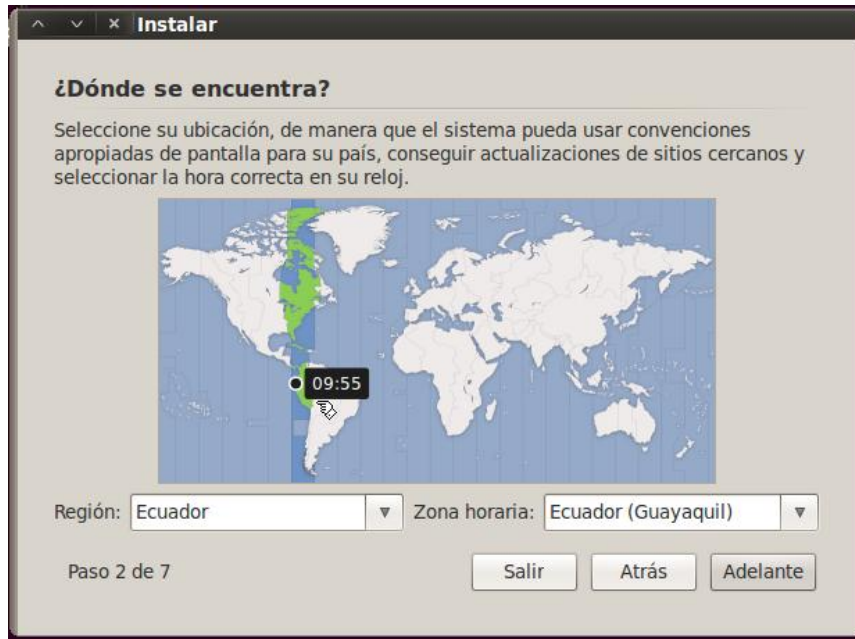 Instalar
¿Dónde se encuentra?
Seleccione su ubicación, de manera que el sistema pueda usar convenciones
apropiadas de pantalla para su país, conseguir actualizaciones de sitios cercanos y
seleccionar la hora correcta en su reloj.
09:55
Región: Ecuador Zona horaria: Ecuador (Guayaquil)
Paso 2 de 7 Salir Atrás Adelante